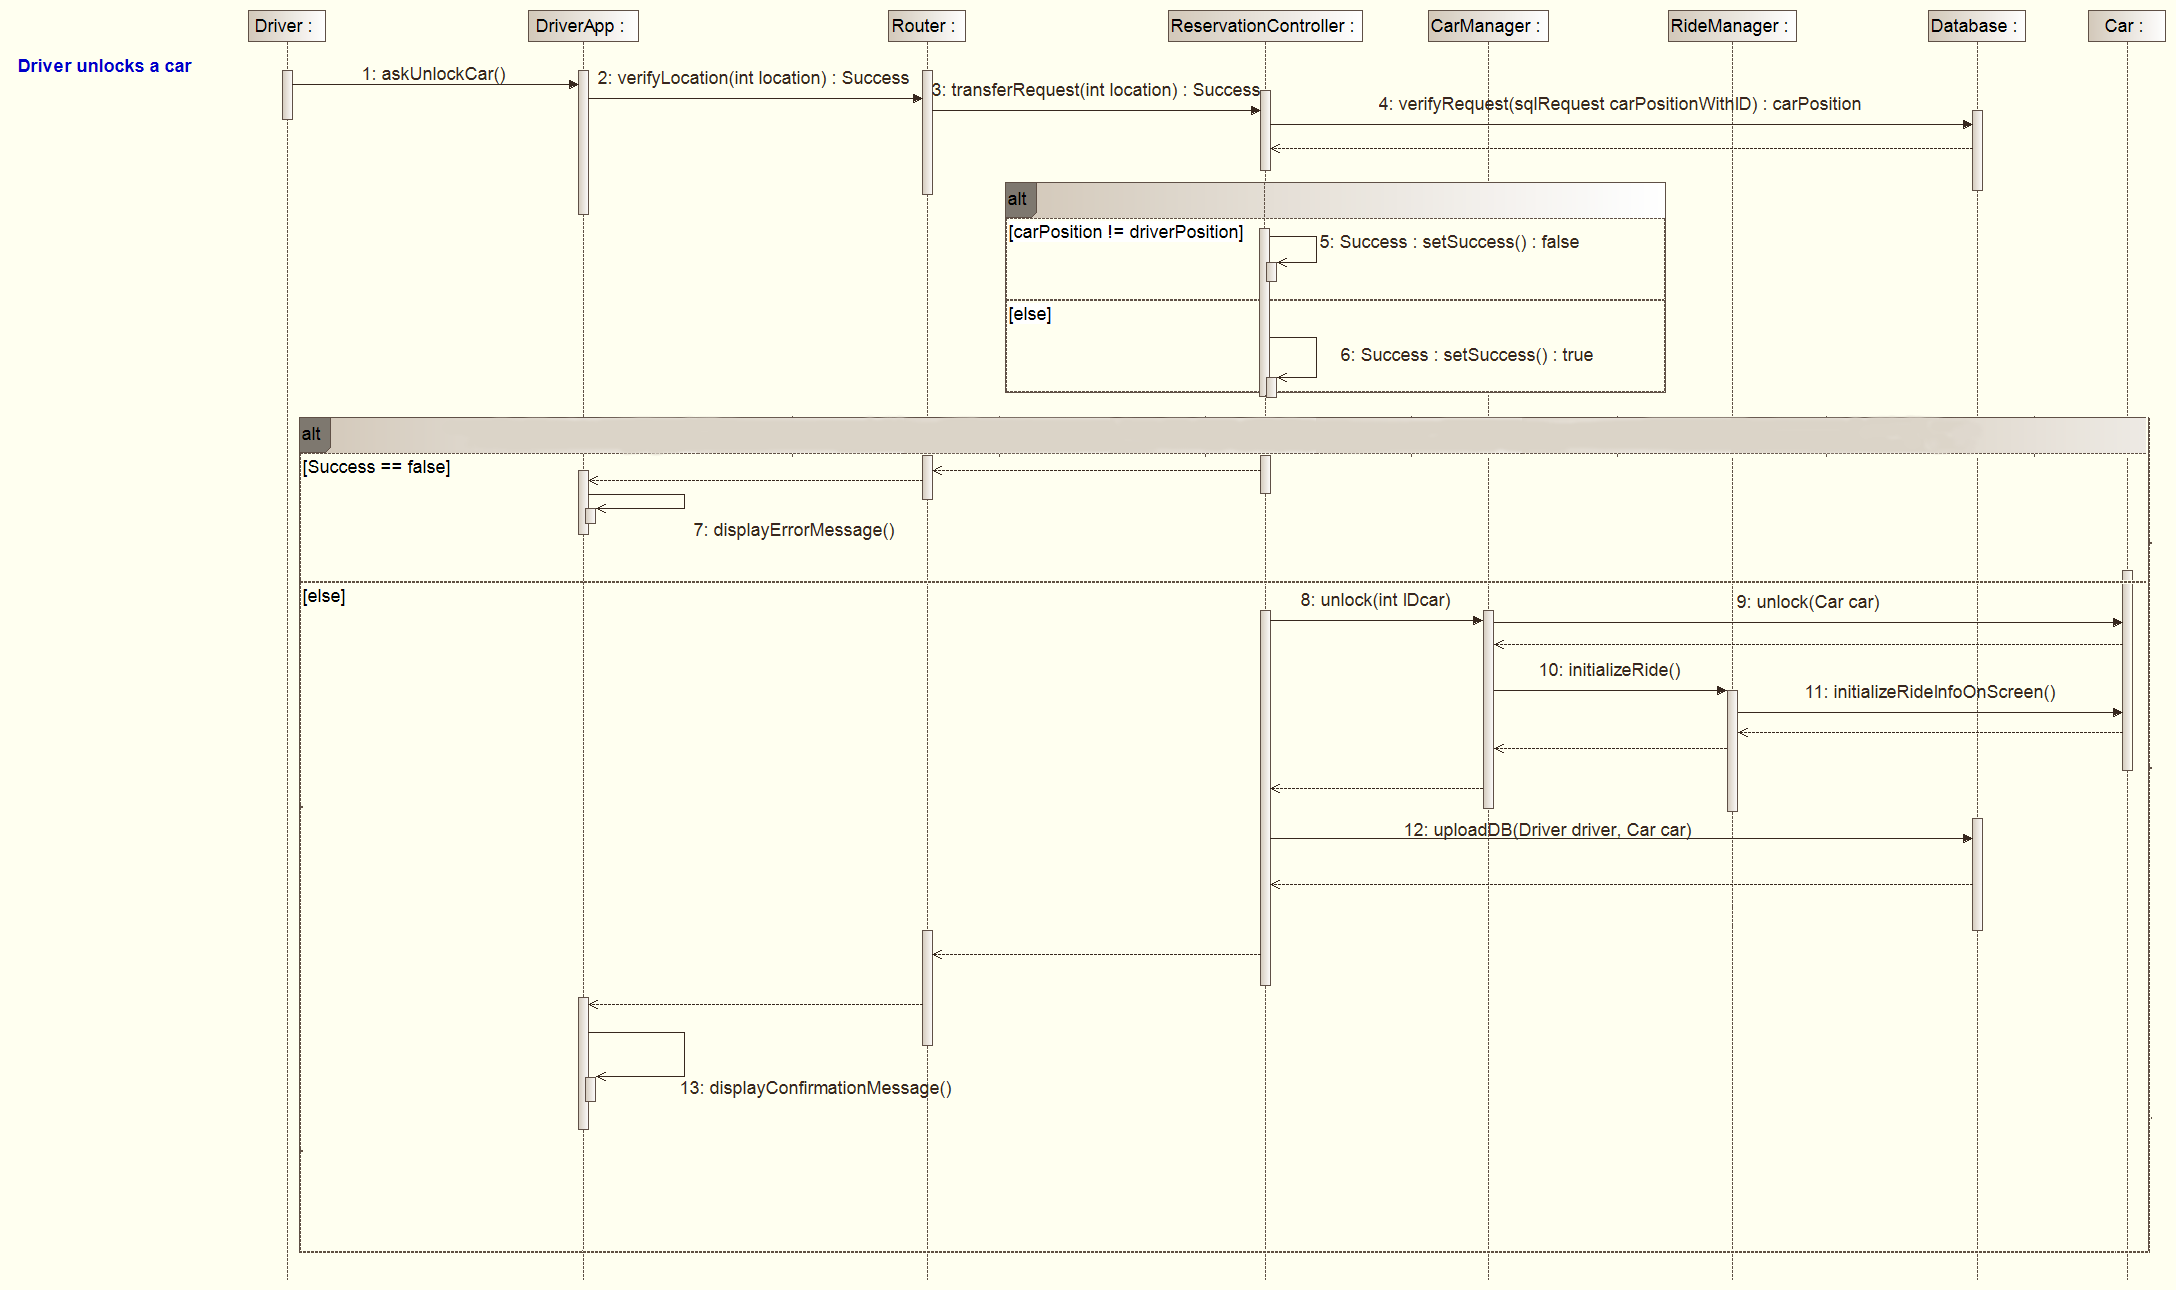 Driver :
DriverApp :
Router :
ReservationController :
CarManager :
RideManager :
Database :
Car :
Driver unlocks a car
1: askUnlockCar()
2: verifyLocation(int location) : Success
3: transferRequest(int location) : Success
4: verifyRequest(sqlRequest carPositionWithID) : carPosition
alt
[carPosition != driverPosition]
5: Success : setSuccess() : false
[else]
6: Success : setSuccess() : true
alt
[Success == false]
7: displayErrorMessage()
[else]
8: unlock(int IDcar)
9: unlock(Car car)
10: initializeRide()
11: initializeRideInfoOnScreen()
12: uploadDB(Driver driver, Car car)
13: displayConfirmationMessage()